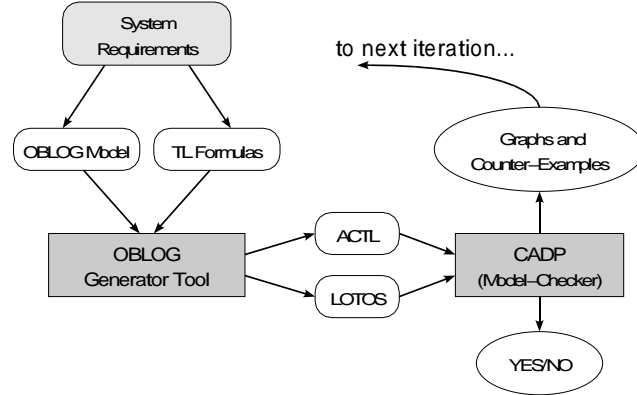 System
Requirements
to next iteration...
OBLOG Model
TL Formulas
Graphs and
Counter–Examples
OBLOG
Generator Tool
ACTL
LOTOS
CADP
(Model–Checker)
YES/NO